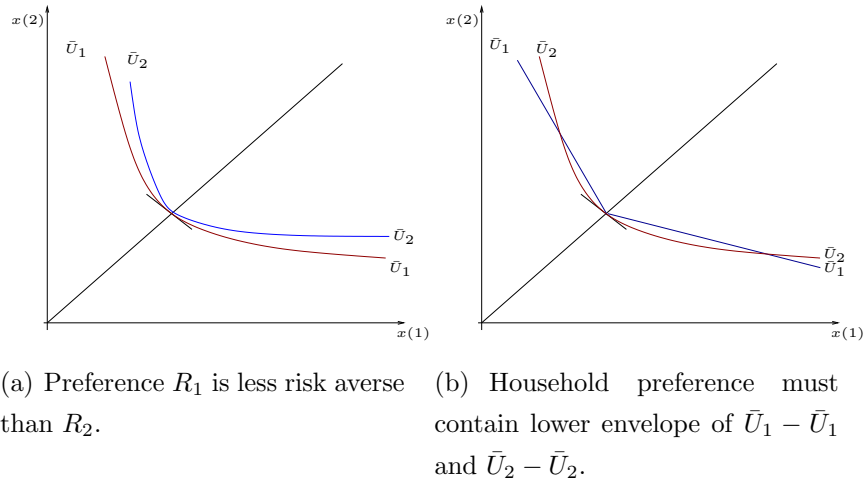 x(2)
Ū₁
Ū₂
Ū₂
Ū₁
x(1)
x(2)
Ū₁
Ū₂
Ū₂
Ū₁
x(1)
(a) Preference R₁ is less risk averse
than R₂.
(b) Household preference must
contain lower envelope of Ū₁ − Ū₁
and Ū₂ − Ū₂.